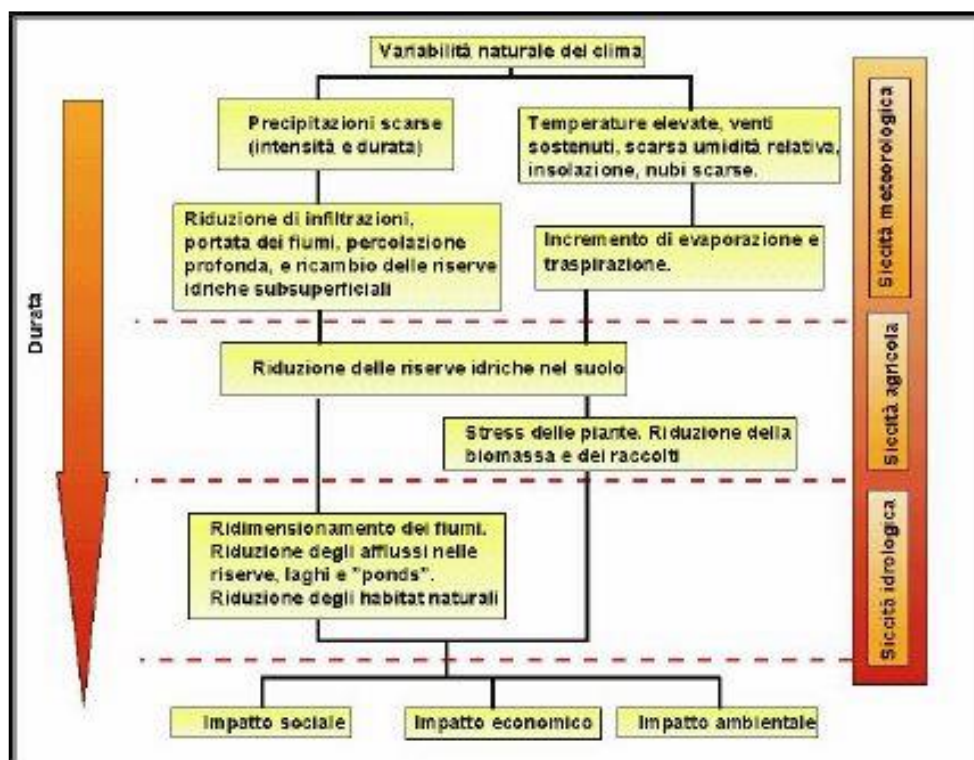 Variabilità naturale del clima
Precipitazioni scarse
(intensità e durata)
Temperature elevate, venti
sostenuti, scarsa umidità relativa,
insolazione, nubi scarse.
Riduzione di infiltrazioni,
portata dei fiumi, percolazione
profonda, e ricambio delle riserve
idriche subsuperficiali
Incremento di evaporazione e
traspirazione.
Siccità meteorologica
Durata
Riduzione delle riserve idriche nel suolo
Stress delle piante. Riduzione della
biomassa e dei raccolti
Siccità agricola
Ridimensionamento dei fiumi.
Riduzione degli afflussi nelle
riserve, laghi e "ponds".
Riduzione degli habitat naturali
Siccità idrologica
Impatto sociale
Impatto economico
Impatto ambientale